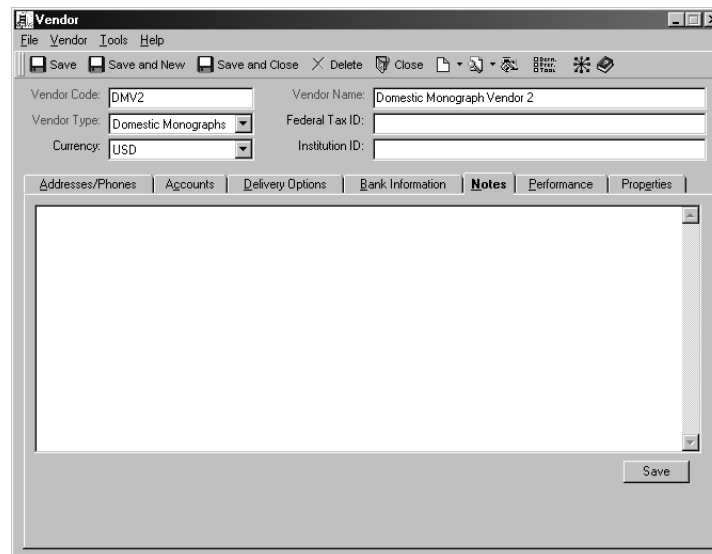 Vendor
File Vendor Tools Help
Save Save and New Save and Close Delete Close
Vendor Code: DMV2 Vendor Name: Domestic Monograph Vendor 2
Vendor Type: Domestic Monographs Federal Tax ID:
Currency: USD Institution ID:
Addresses/Phones Accounts Delivery Options Bank Information Notes Performance Properties
Save